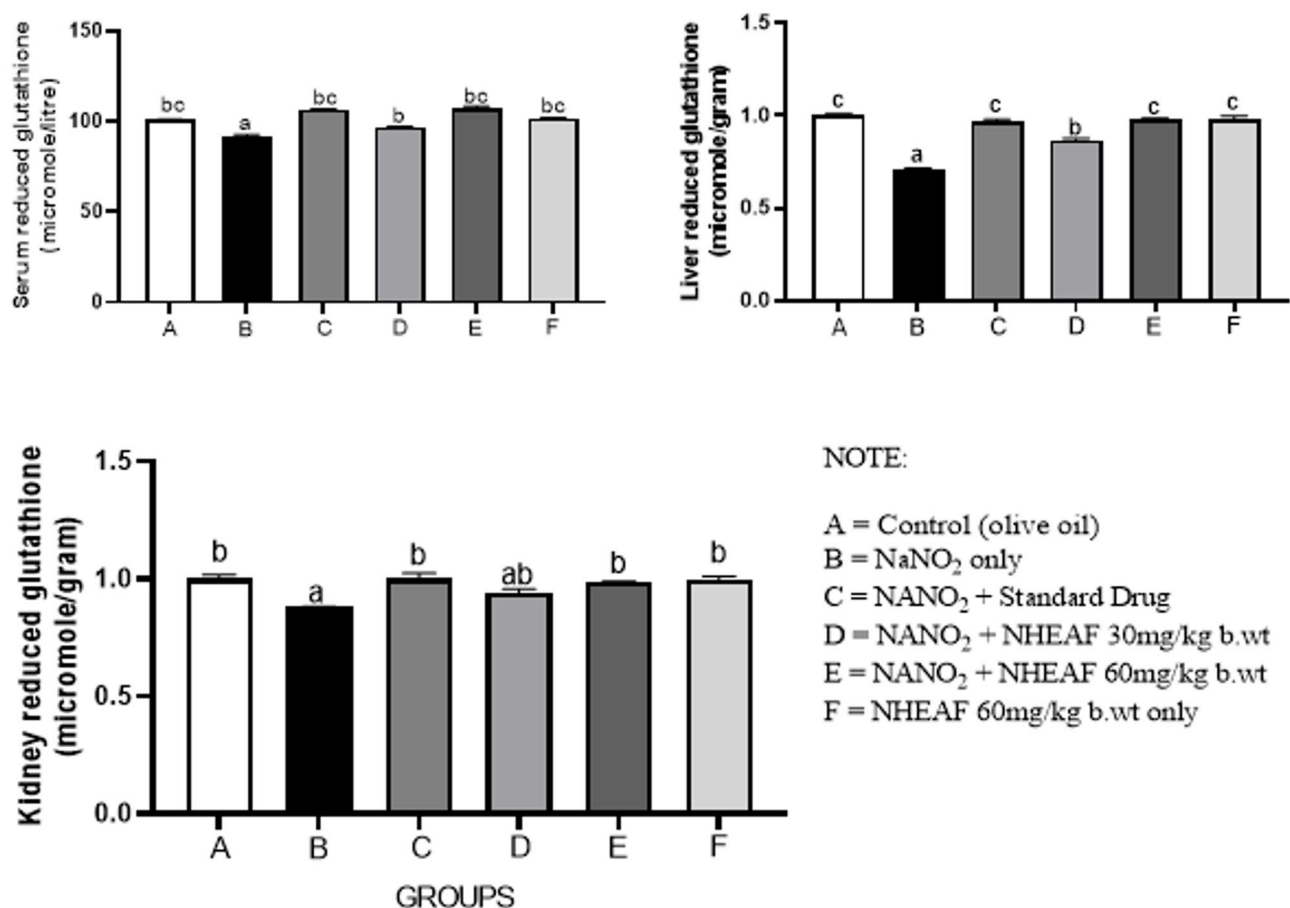 Serum reduced glutathione
(micromole/litre)
150
100
50
0
bc
a
bc
b
bc
bc
A
B
C
D
E
F
Liver reduced glutathione
(micromole/gram)
1.5
1.0
0.5
0.0
c
a
c
b
c
c
A
B
C
D
E
F
Kidney reduced glutathione
(micromole/gram)
1.5
1.0
0.5
0.0
b
a
b
ab
b
b
A
B
C
D
E
F
GROUPS
NOTE:
A = Control (olive oil)
B = NaNO₂ only
C = NANO₂ + Standard Drug
D = NANO₂ + NHEAF 30mg/kg b.wt
E = NANO₂ + NHEAF 60mg/kg b.wt
F = NHEAF 60mg/kg b.wt only